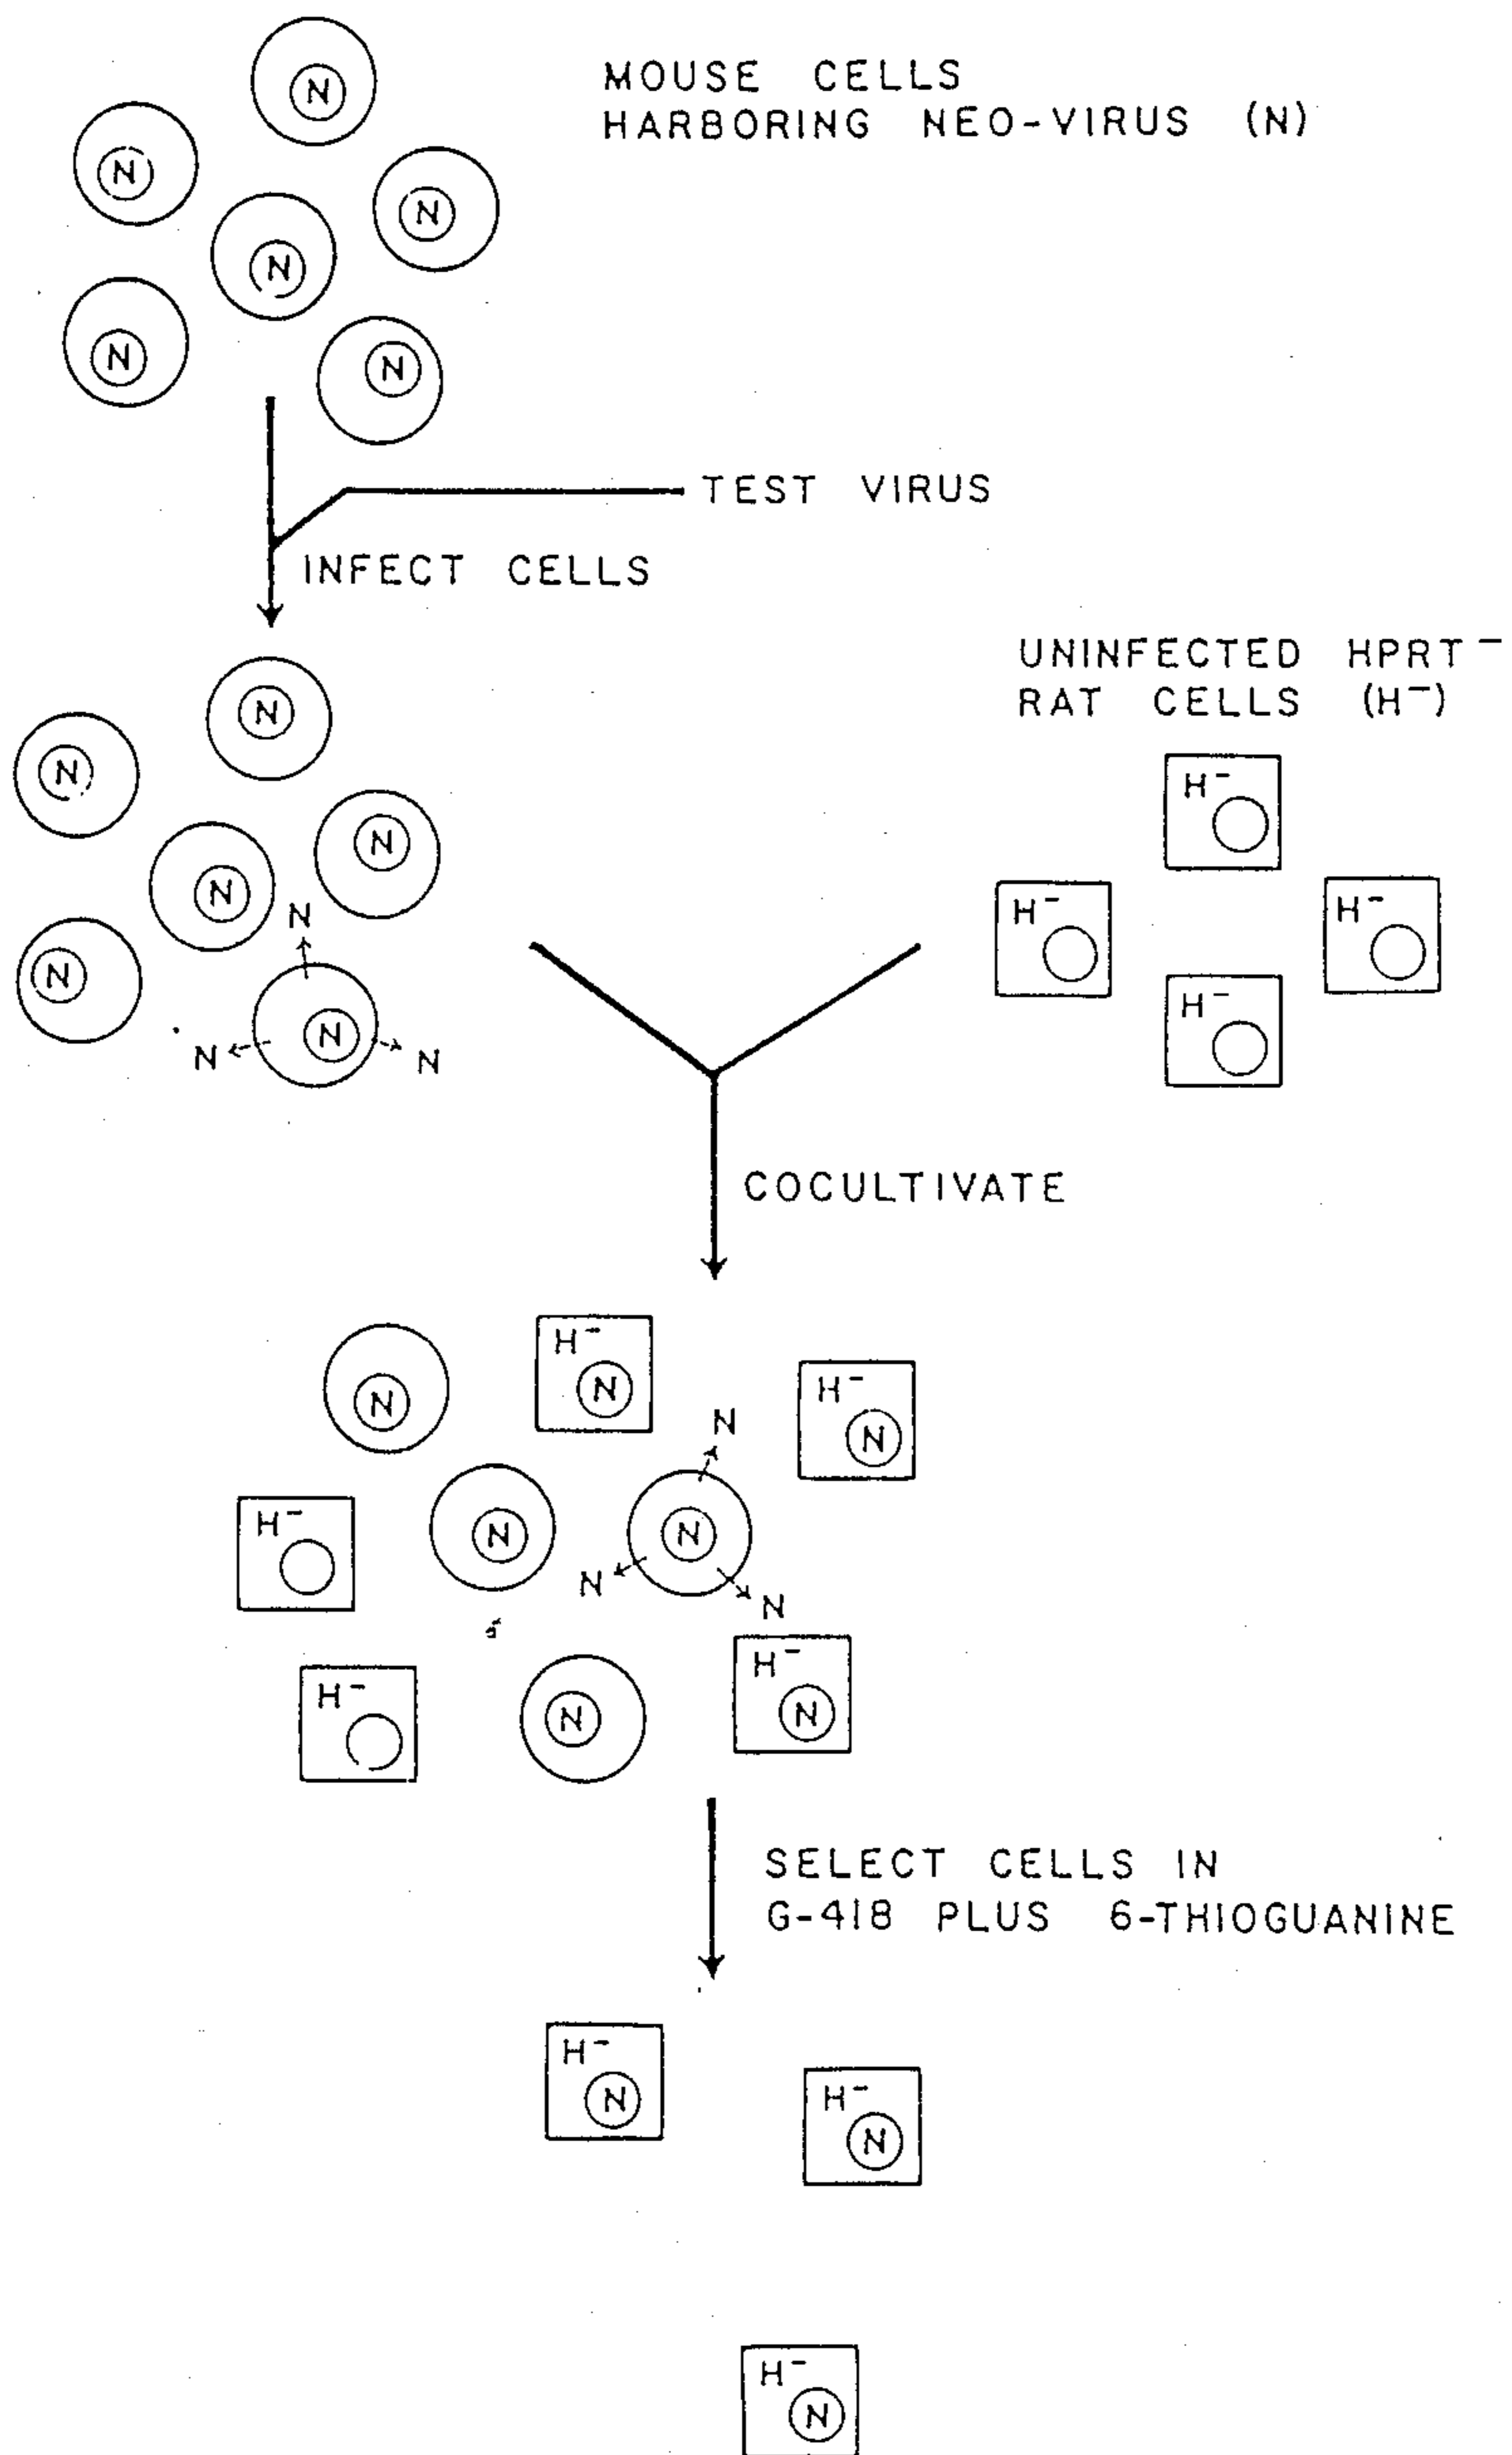 N
MOUSE CELLS
HARBORING NEO-VIRUS (N)
N
N
N
N
N
TEST VIRUS
INFECT CELLS
UNINFECTED HPRT⁻
RAT CELLS (H⁻)
N
N
N
N
N
N
N
N
N
H⁻
H⁻
H⁻
H⁻
COCULTIVATE
N
H⁻
N
H⁻
N
N
H⁻
N
N
N
N
H⁻
N
H⁻
N
SELECT CELLS IN
G-418 PLUS 6-THIOGUANINE
H⁻
N
H⁻
N
H⁻
N